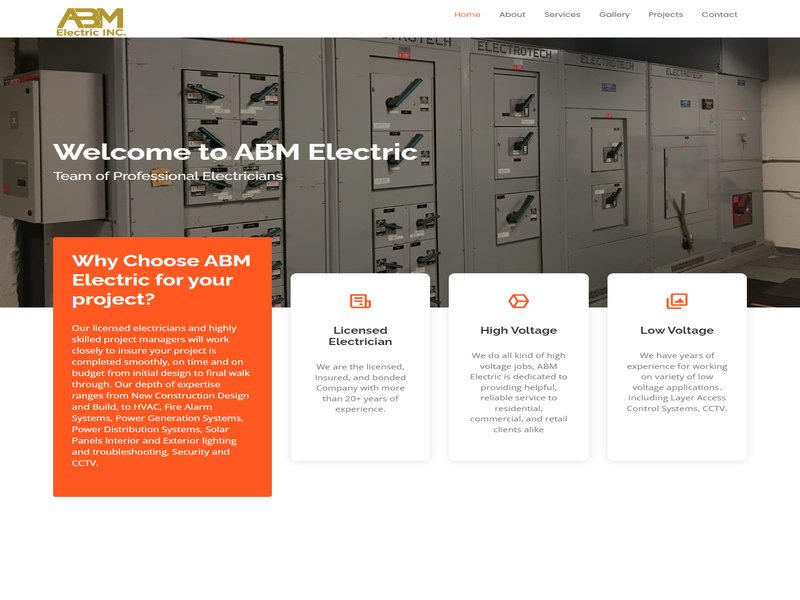 ABM
Electric INC.
Home About Services Gallery Projects Contact
ELECTROTECH
ELECTROTECH
ELECTROTECH
ELECTROTECH
Welcome to ABM Electric
Team of Professional Electricians
Why Choose ABM
Electric for your
project?
Our licensed electricians and highly
skilled project managers will work
closely to insure your project is
completed smoothly, on time and on
budget from initial design to final walk
through. Our depth of expertise
ranges from New Construction Design
and Build, to HVAC, Fire Alarm
Systems, Power Generation Systems,
Power Distribution Systems, Solar
Panels Interior and Exterior lighting
and troubleshooting, Security and
CCTV.
Licensed
Electrician
We are the licensed,
Insured, and bonded
Company with more
than 20+ years of
experience.
High Voltage
We do all kind of high
voltage jobs, ABM
Electric is dedicated to
providing helpful,
reliable service to
residential,
commercial, and retail
clients alike
Low Voltage
We have years of
experience for working
on variety of low
voltage applications.
Including Layer Access
Control Systems, CCTV.